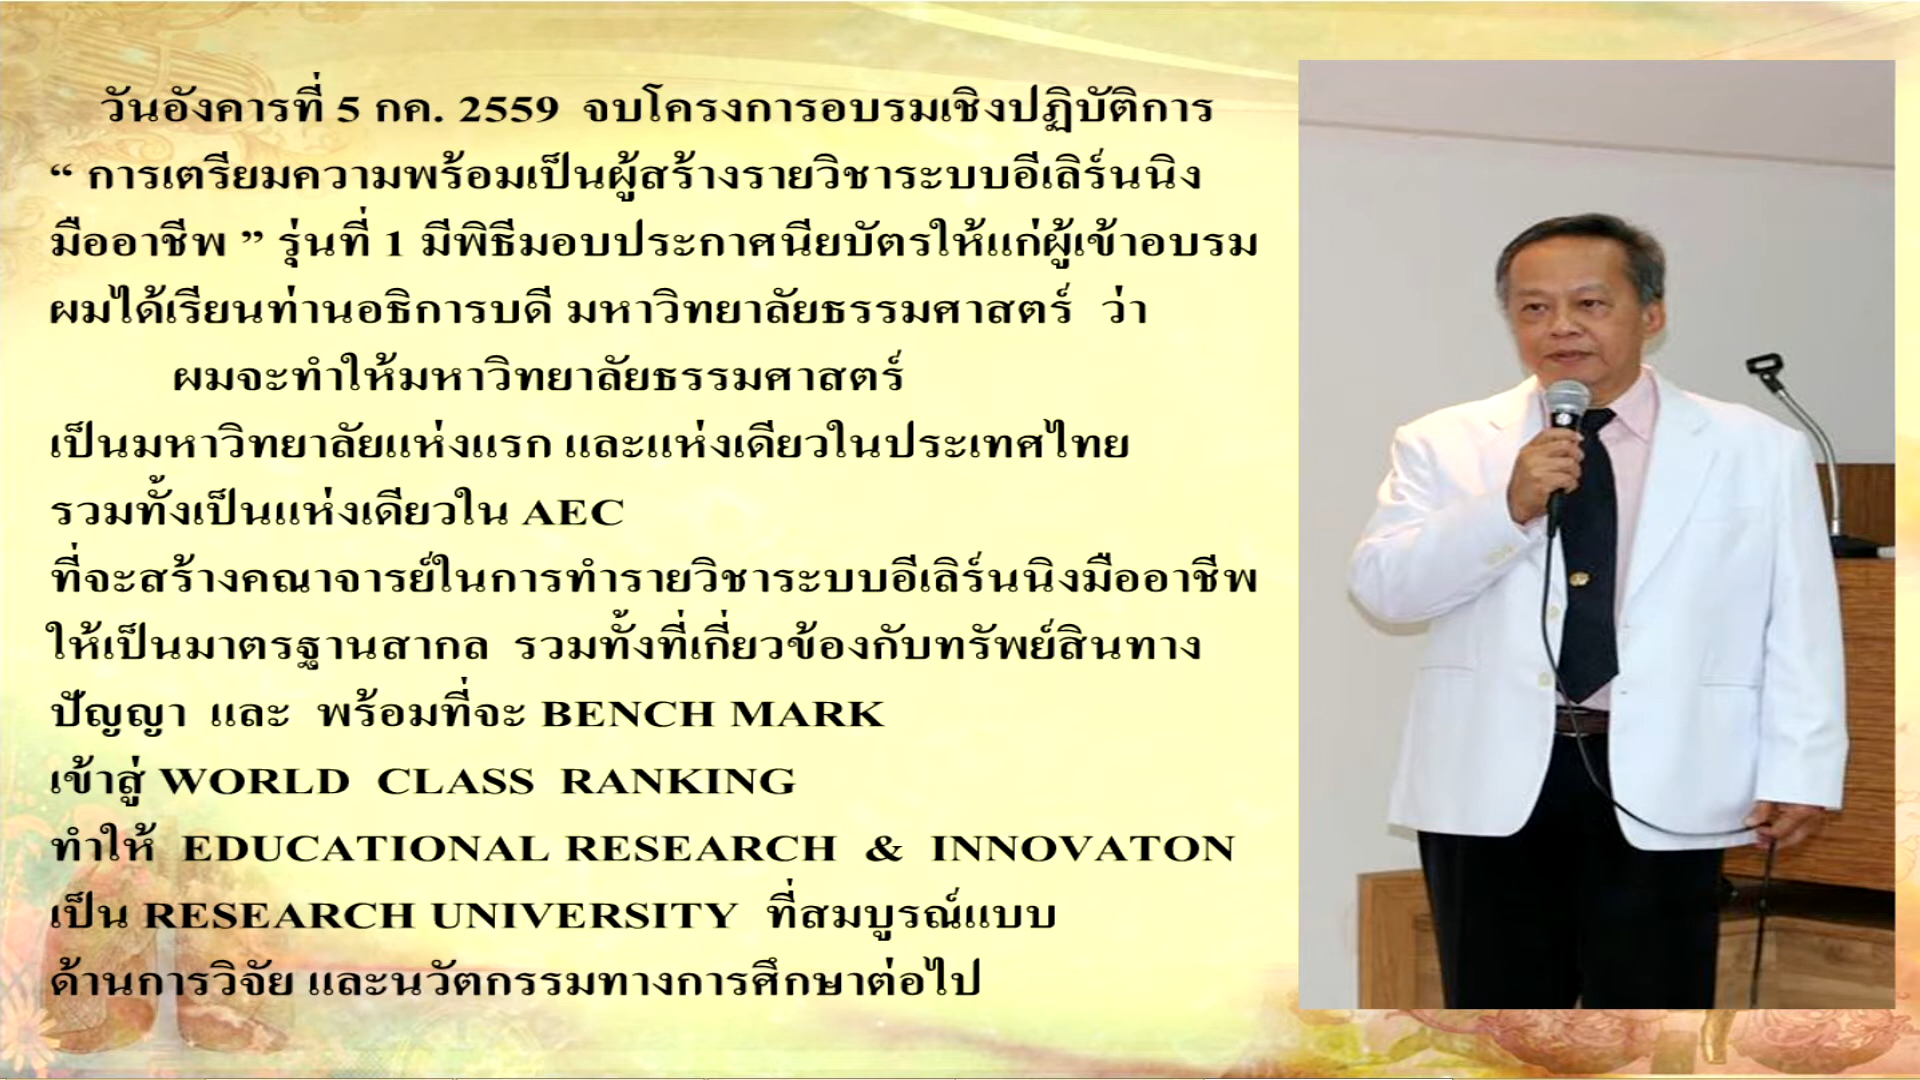 วันอังคารที่ 5 กค. 2559 จบโครงการอบรมเชิงปฏิบัติการ
“ การเตรียมความพร้อมเป็นผู้สร้างรายวิชาระบบอีเลิร์นนิง
มืออาชีพ ” รุ่นที่ 1 มีพิธีมอบประกาศนียบัตรให้แก่ผู้เข้าอบรม
ผมได้เรียนท่านอธิการบดี มหาวิทยาลัยธรรมศาสตร์ ว่า
ผมจะทำให้มหาวิทยาลัยธรรมศาสตร์
เป็นมหาวิทยาลัยแห่งแรก และแห่งเดียวในประเทศไทย
รวมทั้งเป็นแห่งเดียวใน AEC
ที่จะสร้างคณาจารย์ในการทำรายวิชาระบบอีเลิร์นนิงมืออาชีพ
ให้เป็นมาตรฐานสากล รวมทั้งที่เกี่ยวข้องกับทรัพย์สินทาง
ปัญญา และ พร้อมที่จะ BENCH MARK
เข้าสู่ WORLD CLASS RANKING
ทำให้ EDUCATIONAL RESEARCH & INNOVATON
เป็น RESEARCH UNIVERSITY ที่สมบูรณ์แบบ
ด้านการวิจัย และนวัตกรรมทางการศึกษาต่อไป